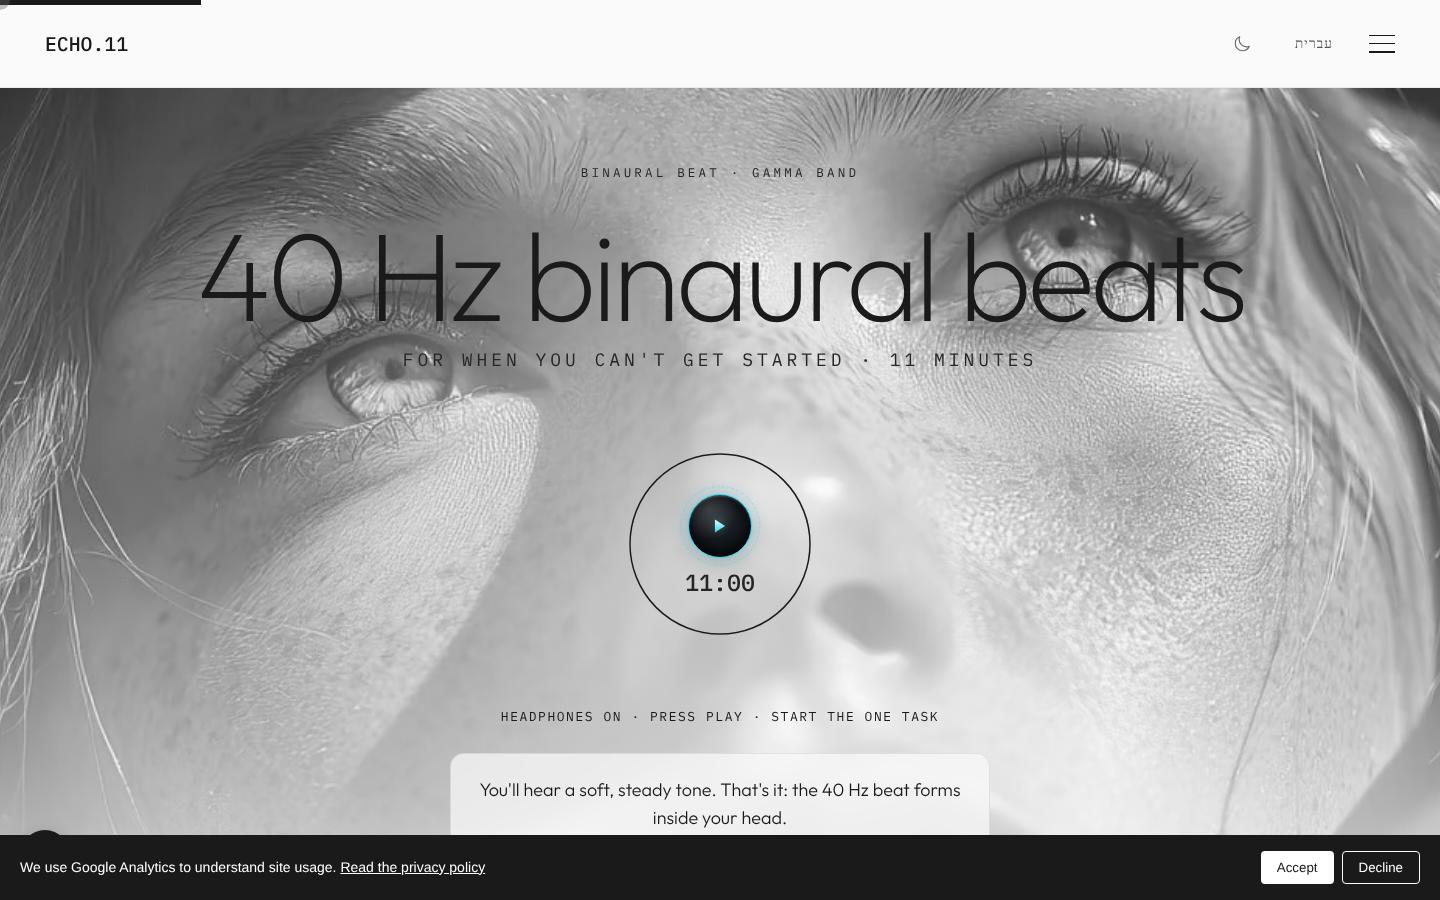 ECHO.11
עברית
BINAURAL BEAT · GAMMA BAND
40 Hz binaural beats
FOR WHEN YOU CAN'T GET STARTED · 11 MINUTES
11:00
HEADPHONES ON · PRESS PLAY · START THE ONE TASK
You'll hear a soft, steady tone. That's it: the 40 Hz beat forms
inside your head.
We use Google Analytics to understand site usage. Read the privacy policy
Accept
Decline